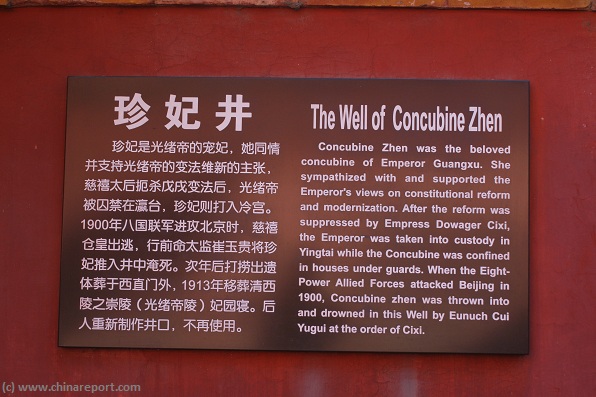 珍妃井
珍妃是光绪帝的宠妃，她同情
并支持光绪帝的变法维新的主张，
慈禧太后扼杀戊戌变法后，光绪帝
被囚禁在瀛台，珍妃则打入冷宫。
1900年八国联军进攻北京时，慈禧
仓皇出逃，行前命太监崔玉贵将珍
妃推入井中淹死。次年后打捞出遗
体葬于西直门外，1913年移葬清西
陵之崇陵（光绪帝陵）妃园寝。后
人重新制作井口，不再使用。
The Well of Concubine Zhen
Concubine Zhen was the beloved
concubine of Emperor Guangxu. She
sympathized with and supported the
Emperor's views on constitutional reform
and modernization. After the reform was
suppressed by Empress Dowager Cixi,
the Emperor was taken into custody in
Yingtai while the Concubine was confined
in houses under guards. When the Eight-
Power Allied Forces attacked Beijing in
1900, Concubine zhen was thrown into
and drowned in this Well by Eunuch Cui
Yugui at the order of Cixi.
(c) www.chinareport.com